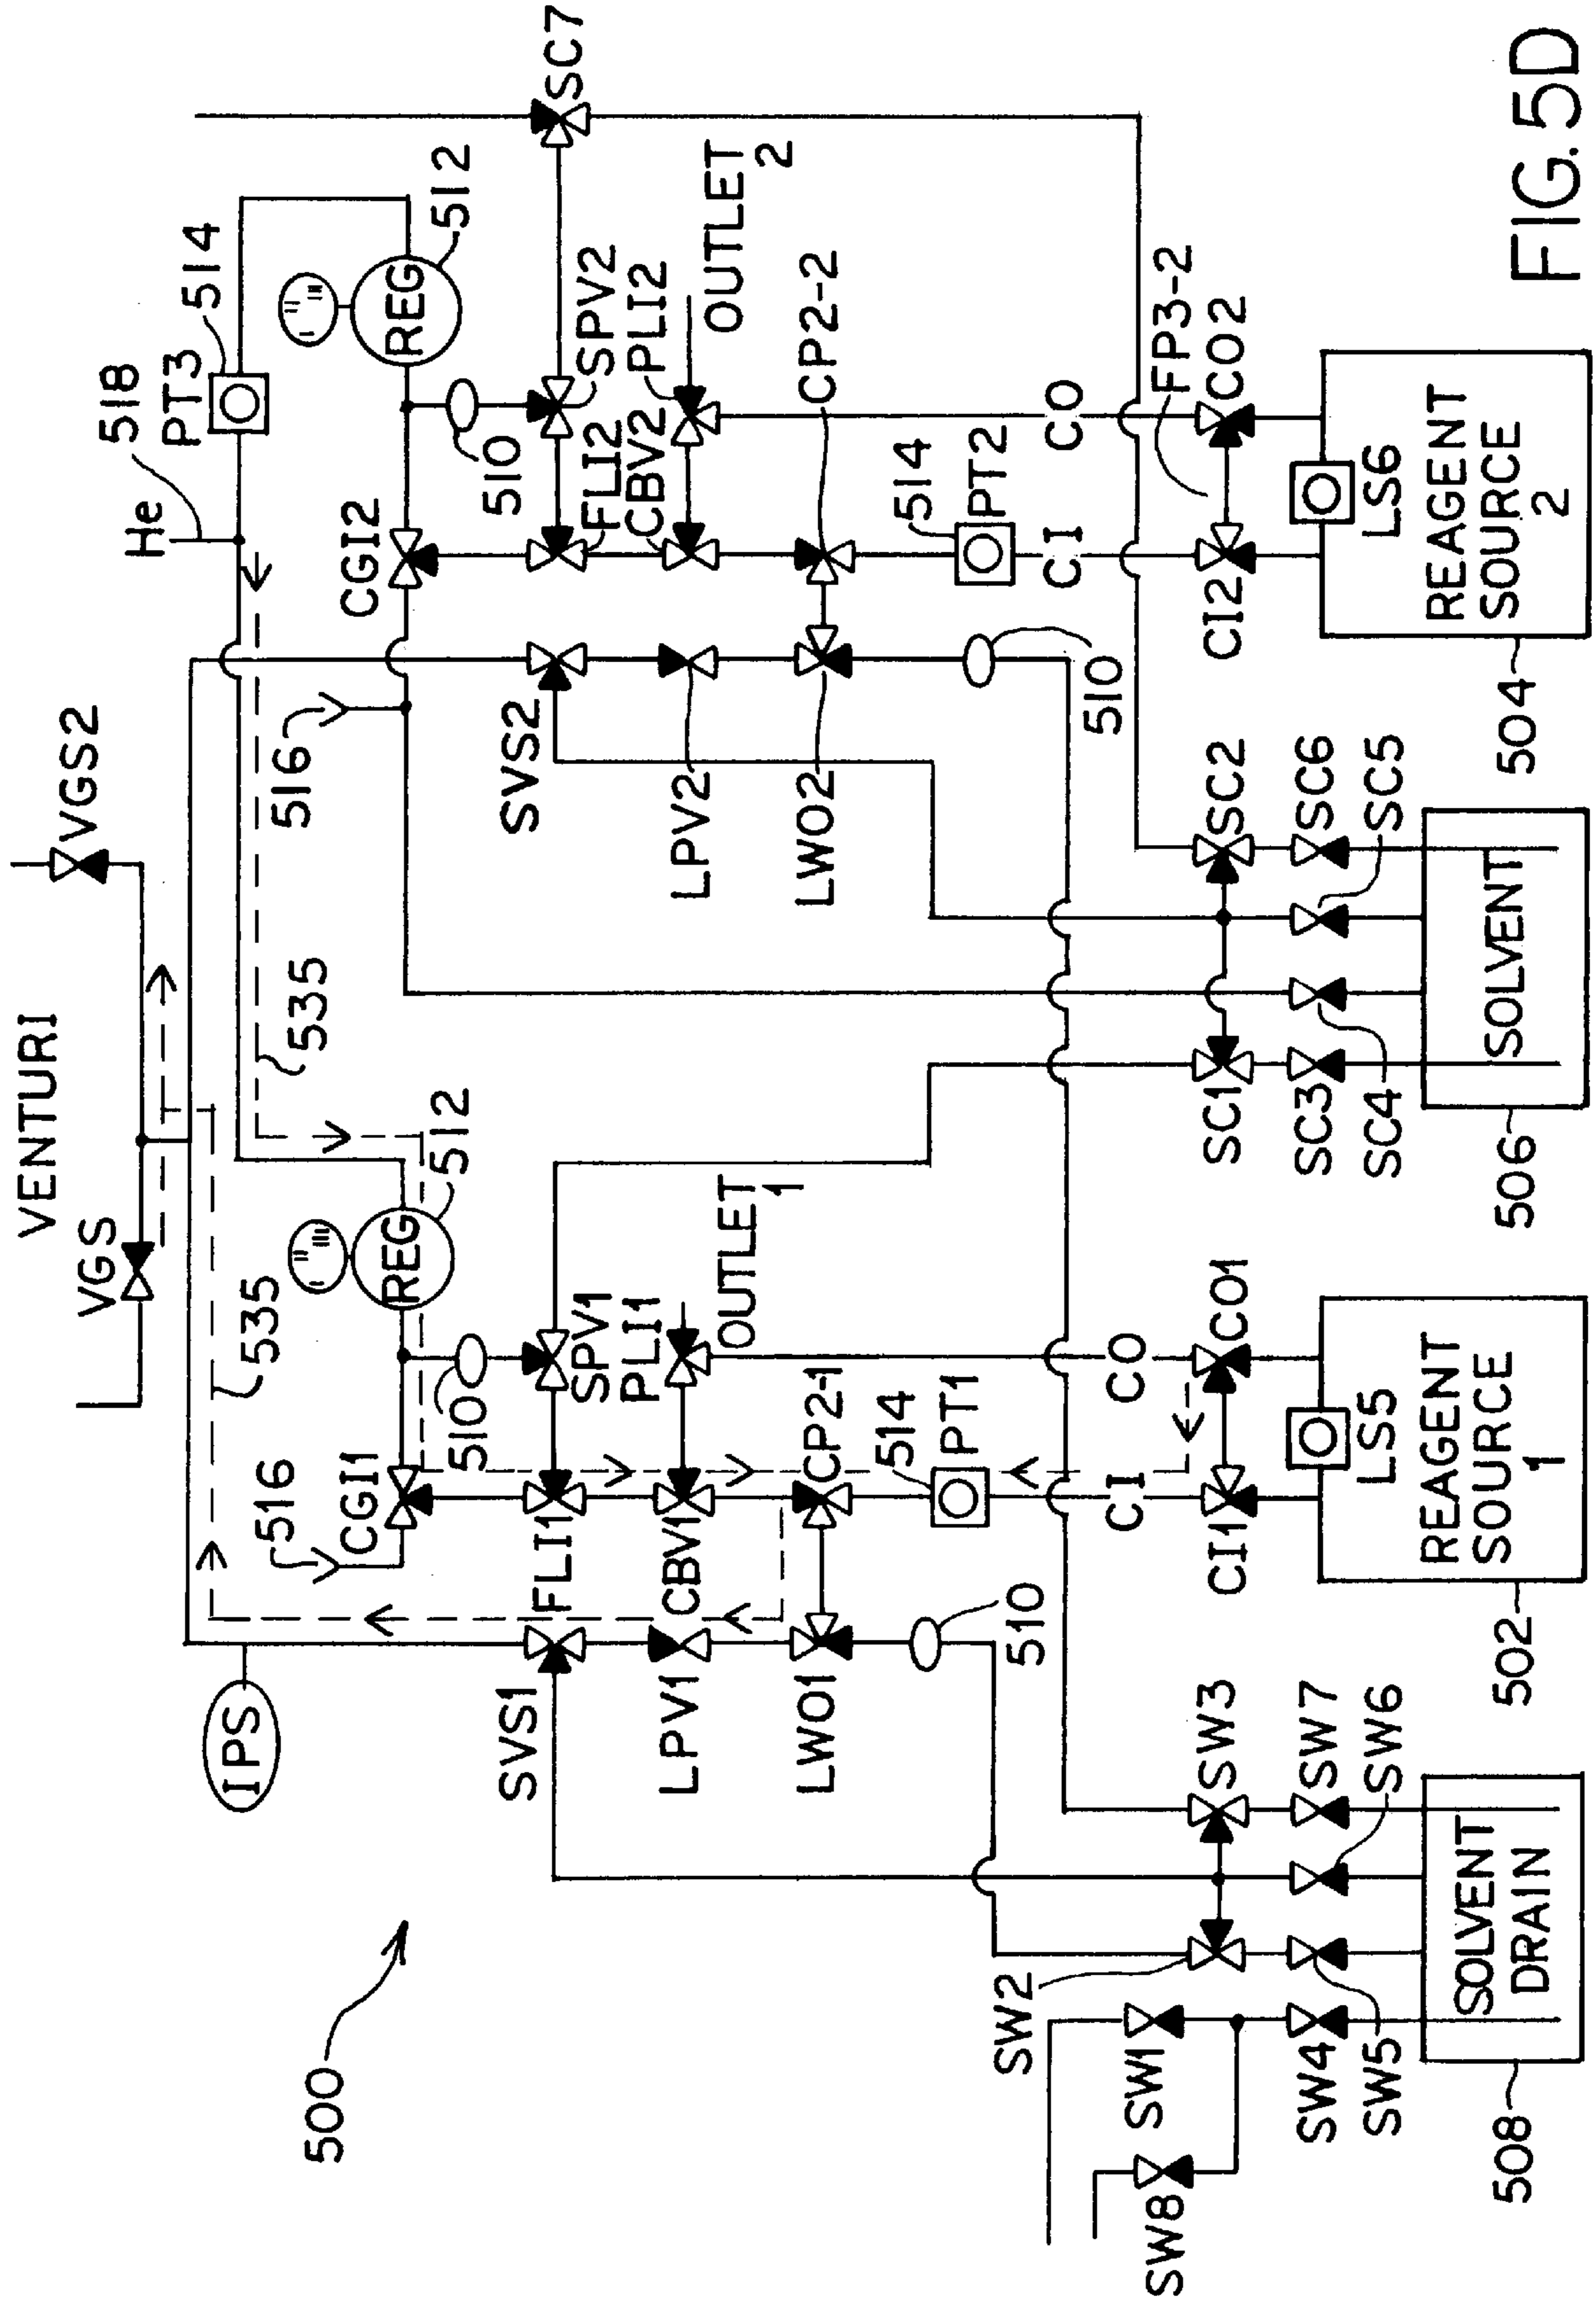 VENTURI
VGS
VGS2
518
He
PT3
514
512
REG
SC7
535
535
516
CGI2
510
SPV2
FLI2
CBV2
PLI2
OUTLET
2
CP2-2
514
PT2
CO
CI
FP3-2
CO2
CI2
LS6
REAGENT
SOURCE
2
504
SVS2
LPV2
LWO2
510
SC2
SC6
SC5
SC1
SC3
SC4
SOLVENT
506
IPS
516
CGI1
REG
512
510
SPV1
PLI1
OUTLET
1
FLI1
CBV1
CP2-1
514
PT1
CO
CI
CO1
CI1
LS5
REAGENT
SOURCE
1
502
SVS1
LPV1
LWO1
510
SW3
SW7
SW6
SW2
SW1
SW8
SW4
SW5
SOLVENT
DRAIN
508
500
FIG. 5D